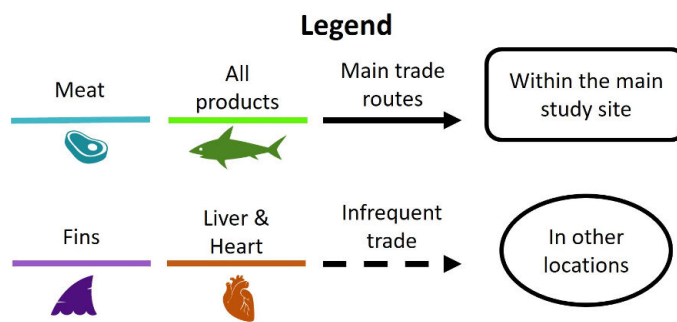 Legend
Meat
All
products
Main trade
routes
Within the main
study site
Fins
Liver &
Heart
Infrequent
trade
In other
locations